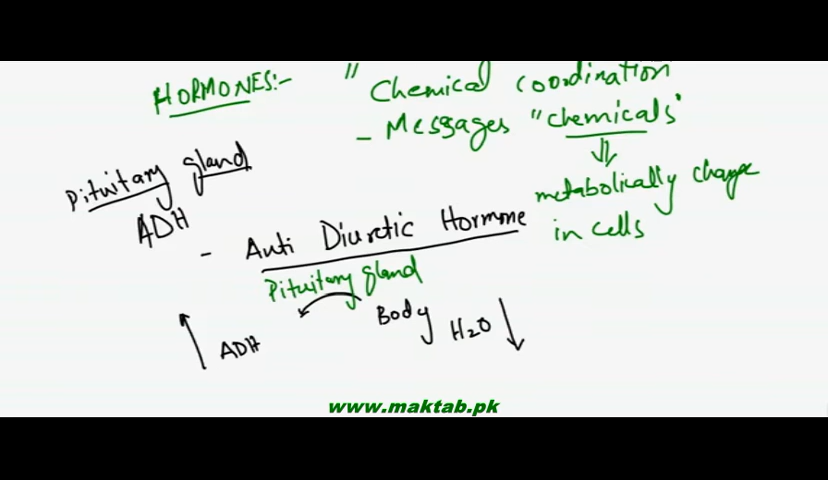 HORMONES:-
" Chemical coordination
- Messages "chemicals"
⇓
metabolically change
in cells
Pituitary gland
ADH
- Anti Diuretic Hormone
Pituitary gland
Body H2O ↓
↑ ADH
www.maktab.pk